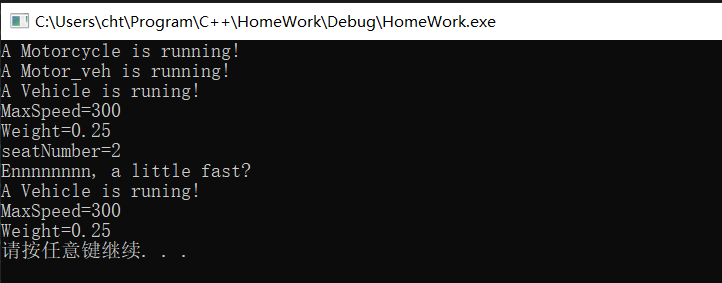 C:\Users\cht\Program\C++\HomeWork\Debug\HomeWork.exe
A Motorcycle is running!
A Motor_veh is running!
A Vehicle is runing!
MaxSpeed=300
Weight=0.25
seatNumber=2
Ennnnnnnn, a little fast?
A Vehicle is runing!
MaxSpeed=300
Weight=0.25
请按任意键继续. . .